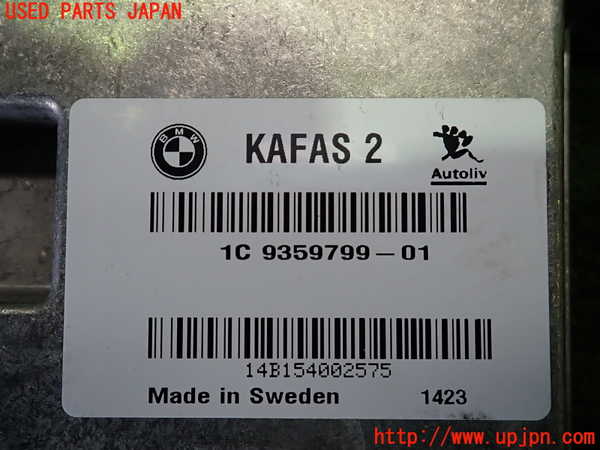 USED PARTS JAPAN
BMW
KAFAS 2
Autoliv
1C 9359799-01
14B154002575
Made in Sweden 1423
http://www.upjpn.com